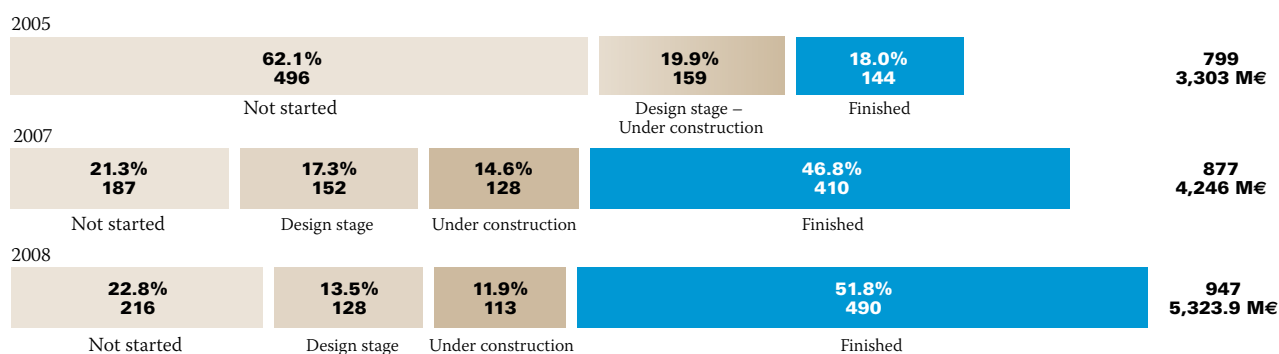 2005
62.1% 19.9% 18.0% 799
496 159 144 3,303 M€
Not started Design stage – Finished
Under construction
2007
21.3% 17.3% 14.6% 46.8% 877
187 152 128 410 4,246 M€
Not started Design stage Under construction Finished
2008
22.8% 13.5% 11.9% 51.8% 947
216 128 113 490 5,323.9 M€
Not started Design stage Under construction Finished